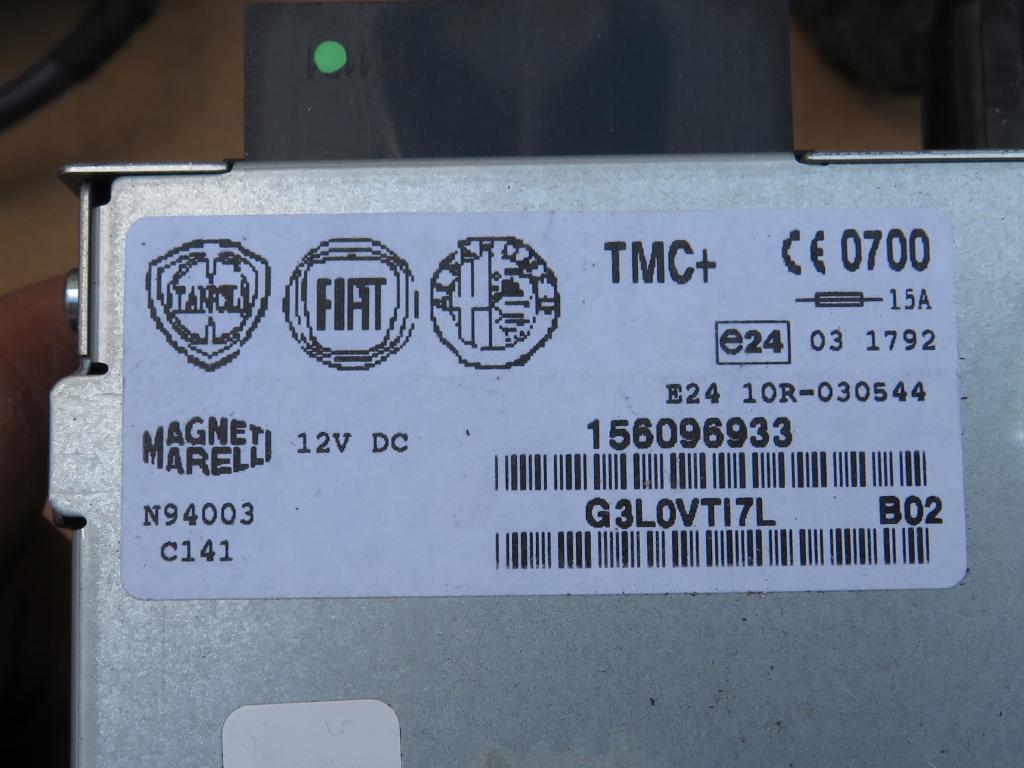 LANCIA FIAT TMC+ CE 0700
15A
e24 03 1792
E24 10R-030544
MAGNETI
MARELLI
12V DC
156096933
N94003
G3L0VTI7L B02
C141